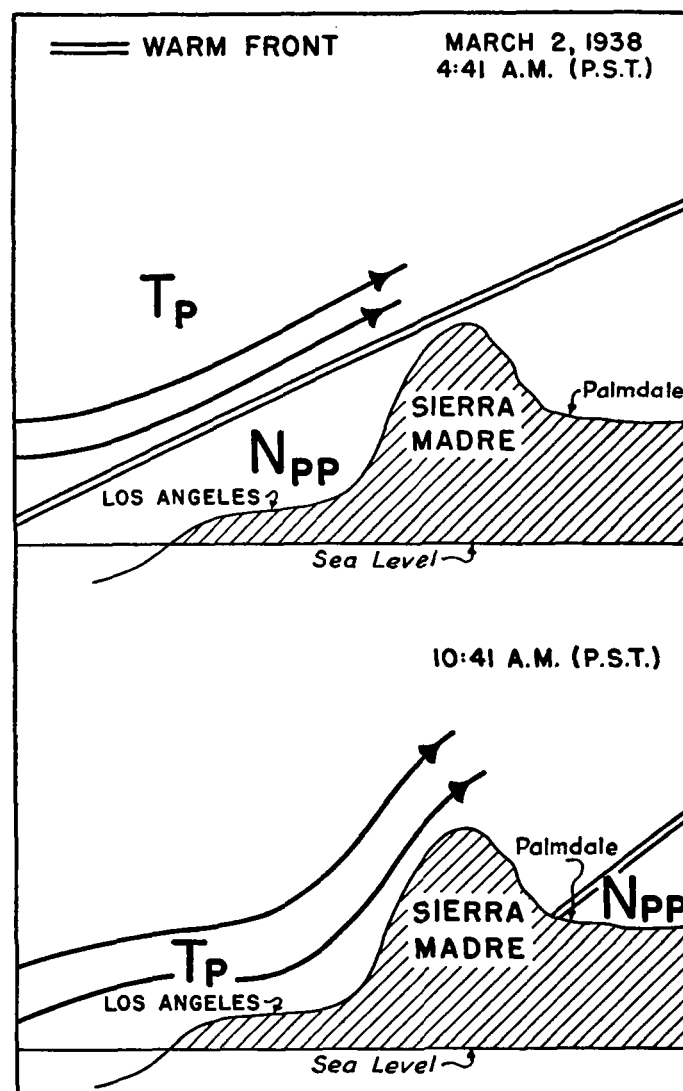 WARM FRONT
MARCH 2, 1938
4:41 A.M. (P.S.T.)
TP
Palmdale
SIERRA
MADRE
NPP
LOS ANGELES
Sea Level
10:41 A.M. (P.S.T.)
Palmdale
NPP
SIERRA
MADRE
TP
LOS ANGELES
Sea Level